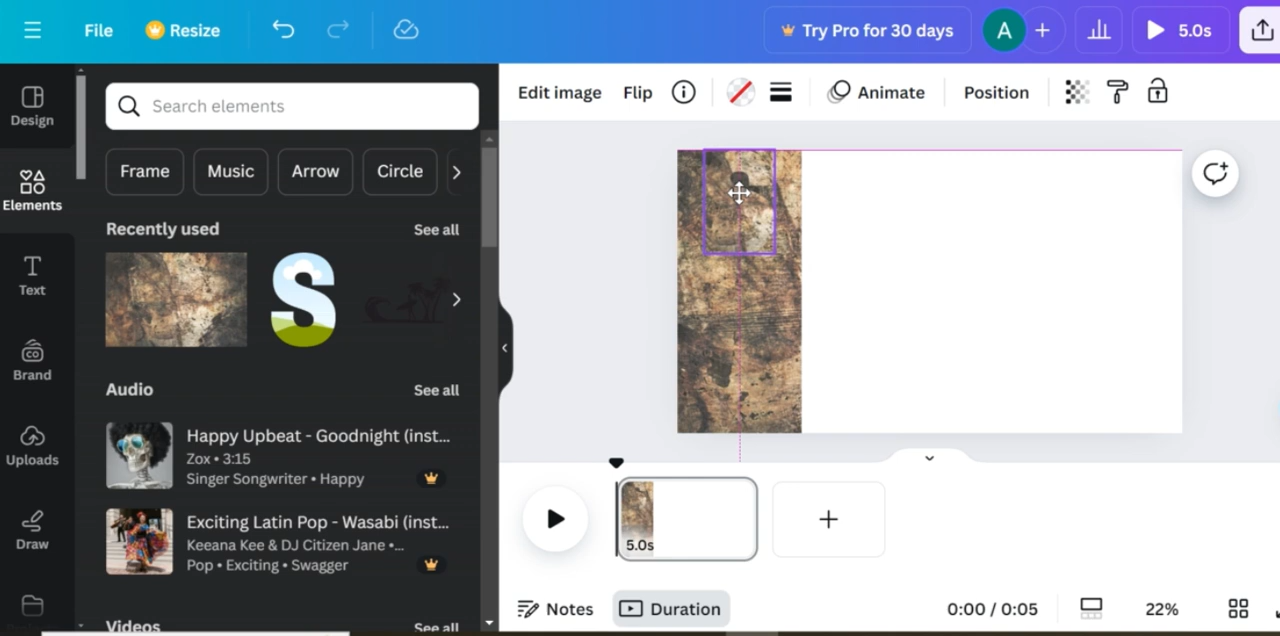 File
Resize
Try Pro for 30 days
A
5.0s
Design
Elements
Text
Brand
CO
Uploads
Draw
Search elements
Frame
Music
Arrow
Circle
Recently used
See all
S
Audio
See all
Happy Upbeat - Goodnight (inst...
Zox • 3:15
Singer Songwriter • Happy
Exciting Latin Pop - Wasabi (inst...
Keeana Kee & DJ Citizen Jane •...
Pop • Exciting • Swagger
Videos
See all
Edit image
Flip
Animate
Position
5.0s
Notes
Duration
0:00 / 0:05
22%